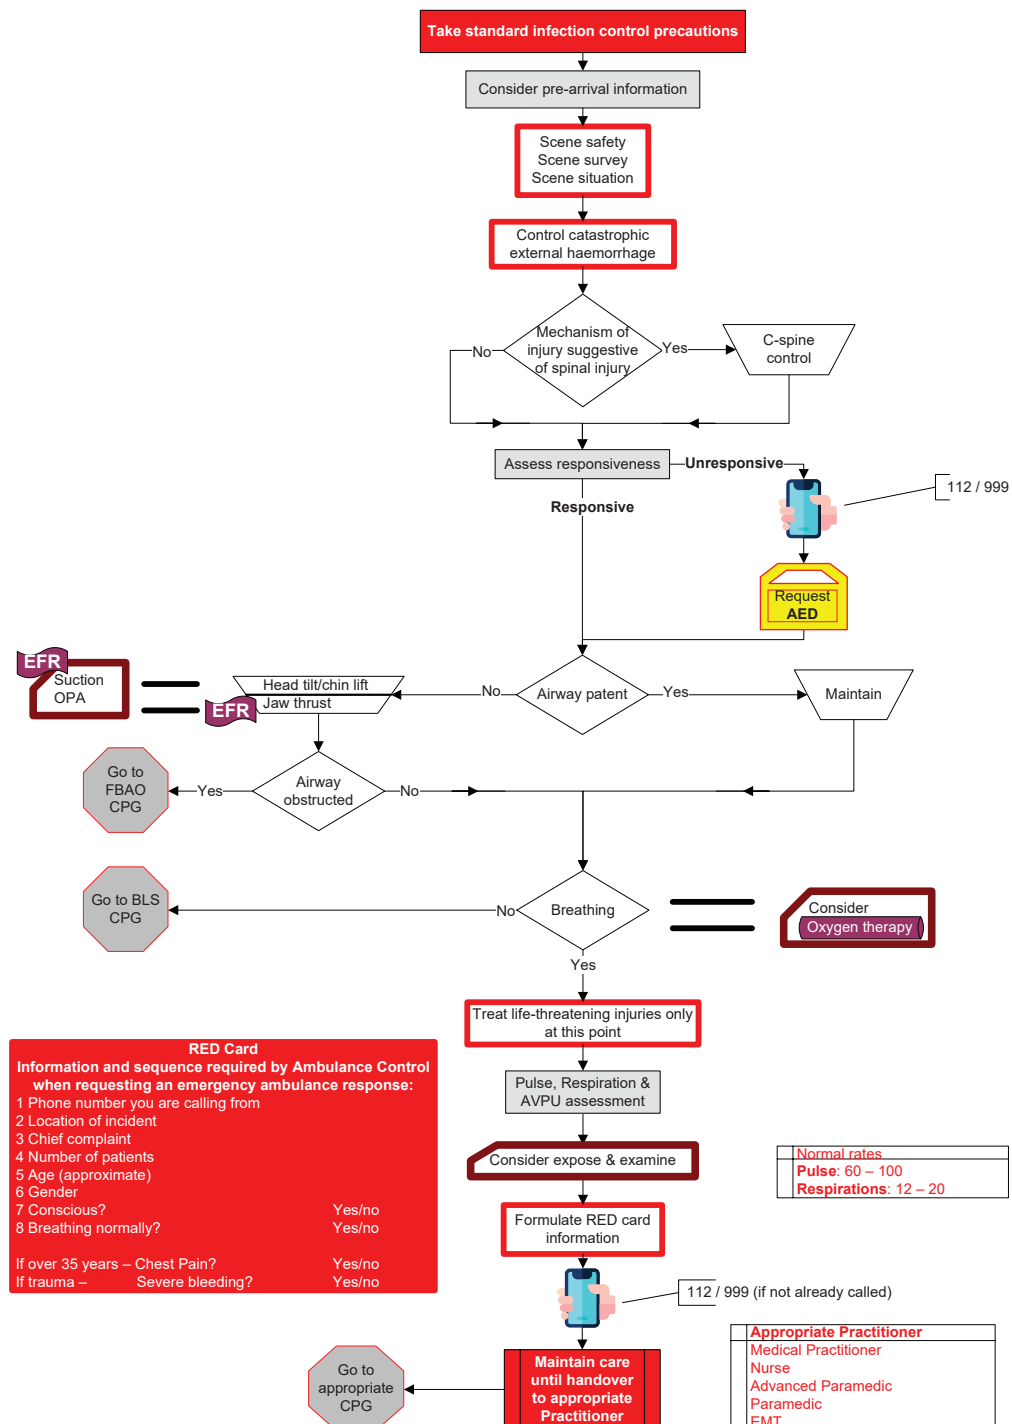 Take standard infection control precautions
Consider pre-arrival information
Scene safety
Scene survey
Scene situation
Control catastrophic
external haemorrhage
Mechanism of
injury suggestive
of spinal injury
No
Yes
C-spine
control
Assess responsiveness
Unresponsive
Responsive
112 / 999
Request
AED
EFR
Suction
OPA
Head tilt/chin lift
Jaw thrust
EFR
No
Airway patent
Yes
Maintain
Go to
FBAO
CPG
Yes
Airway
obstructed
No
Go to BLS
CPG
No
Breathing
Yes
Consider
Oxygen therapy
Treat life-threatening injuries only
at this point
Pulse, Respiration &
AVPU assessment
Consider expose & examine
Formulate RED card
information
RED Card
Information and sequence required by Ambulance Control
when requesting an emergency ambulance response:
1 Phone number you are calling from
2 Location of incident
3 Chief complaint
4 Number of patients
5 Age (approximate)
6 Gender
7 Conscious? Yes/no
8 Breathing normally? Yes/no
If over 35 years – Chest Pain? Yes/no
If trauma – Severe bleeding? Yes/no
Normal rates
Pulse: 60 – 100
Respirations: 12 – 20
112 / 999 (if not already called)
Go to
appropriate
CPG
Maintain care
until handover
to appropriate
Practitioner
Appropriate Practitioner
Medical Practitioner
Nurse
Advanced Paramedic
Paramedic
EMT